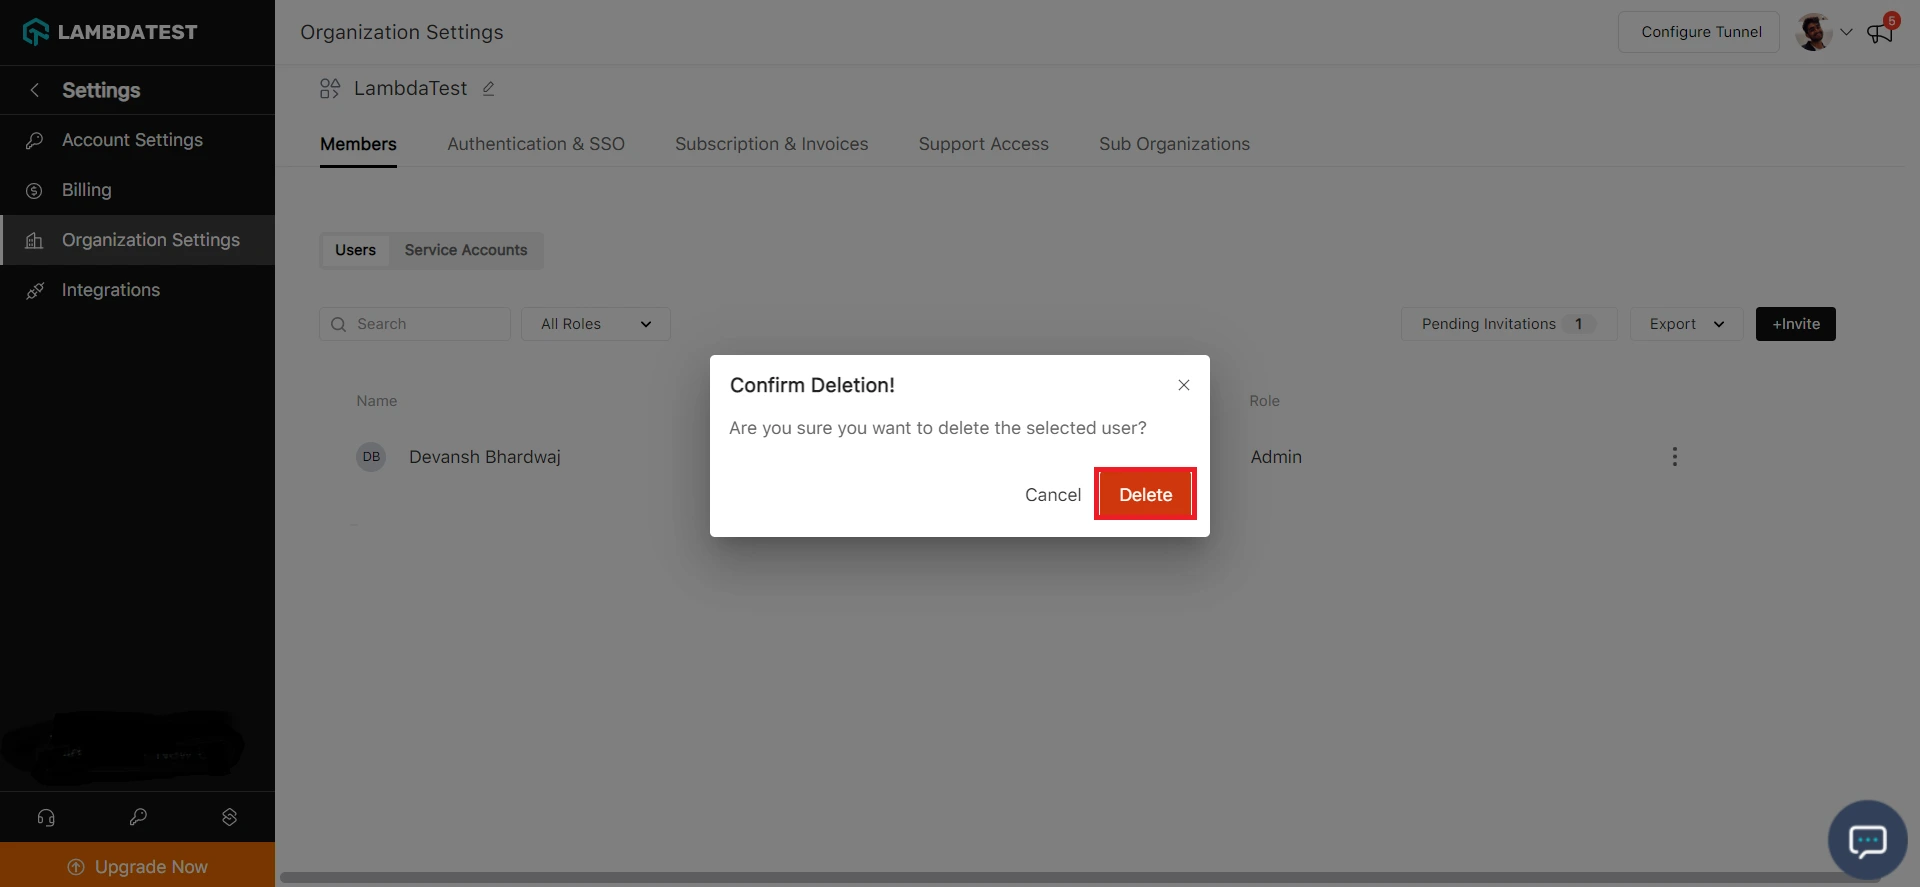 LAMBDATEST
Organization Settings
Configure Tunnel
5
Settings
Account Settings
Billing
Organization Settings
Integrations
LambdaTest
Members
Authentication & SSO
Subscription & Invoices
Support Access
Sub Organizations
Users
Service Accounts
Search
All Roles
Pending Invitations 1
Export
+Invite
Name
Role
DB
Devansh Bhardwaj
Admin
Confirm Deletion!
Are you sure you want to delete the selected user?
Cancel
Delete
Upgrade Now